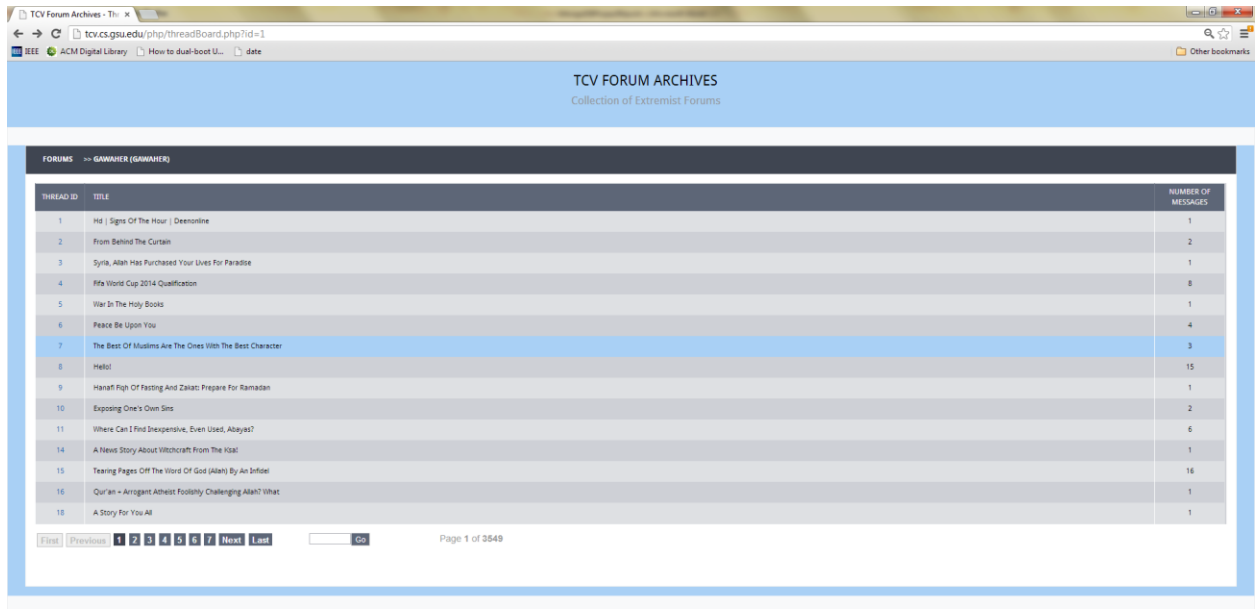 TCV Forum Archives - Thr
tcv.cs.gsu.edu/php/threadBoard.php?id=1
IEEE ACM Digital Library How to dual-boot U... date Other bookmarks
TCV FORUM ARCHIVES
Collection of Extremist Forums
FORUMS >> GAWAHER (GAWAHER)
THREAD ID TITLE NUMBER OF MESSAGES
1 Hd | Signs Of The Hour | Deenonline 1
2 From Behind The Curtain 2
3 Syria, Allah Has Purchased Your Lives For Paradise 1
4 Fifa World Cup 2014 Qualification 8
5 War In The Holy Books 1
6 Peace Be Upon You 4
7 The Best Of Muslims Are The Ones With The Best Character 3
8 Hello! 15
9 Hanafi Fiqh Of Fasting And Zakat: Prepare For Ramadan 1
10 Exposing One's Own Sins 2
11 Where Can I Find Inexpensive, Even Used, Abayas? 6
14 A News Story About Witchcraft From The Ksa! 1
15 Tearing Pages Off The Word Of God (Allah) By An Infidel 16
16 Qur'an = Arrogant Atheist Foolishly Challenging Allah? What 1
18 A Story For You All 1
First Previous 1 2 3 4 5 6 7 Next Last Go Page 1 of 3549